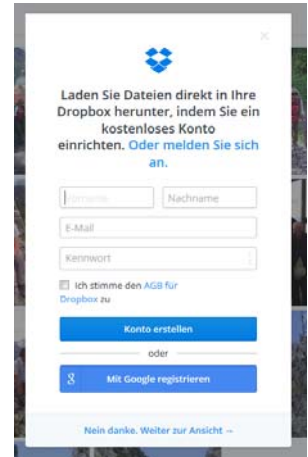 Laden Sie Dateien direkt in Ihre
Dropbox herunter, indem Sie ein
kostenloses Konto
einrichten. Oder melden Sie sich
an.
Vorname Nachname
E-Mail
Kennwort
Ich stimme den AGB für
Dropbox zu
Konto erstellen
oder
8 Mit Google registrieren
Nein danke. Weiter zur Ansicht →